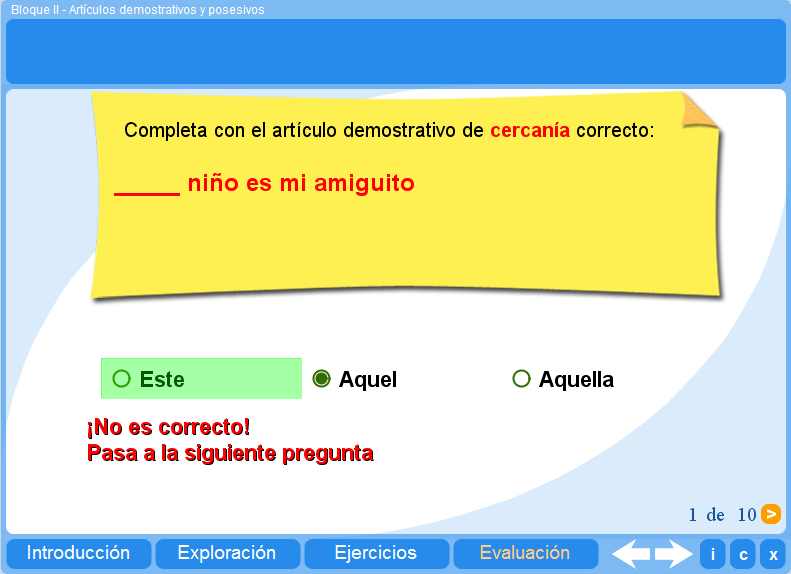 Bloque II - Artículos demostrativos y posesivos
Completa con el artículo demostrativo de cercanía correcto:
_____ niño es mi amiguito
Este Aquel Aquella
¡No es correcto!
Pasa a la siguiente pregunta
1 de 10 >
Introducción Exploración Ejercicios Evaluación i c x